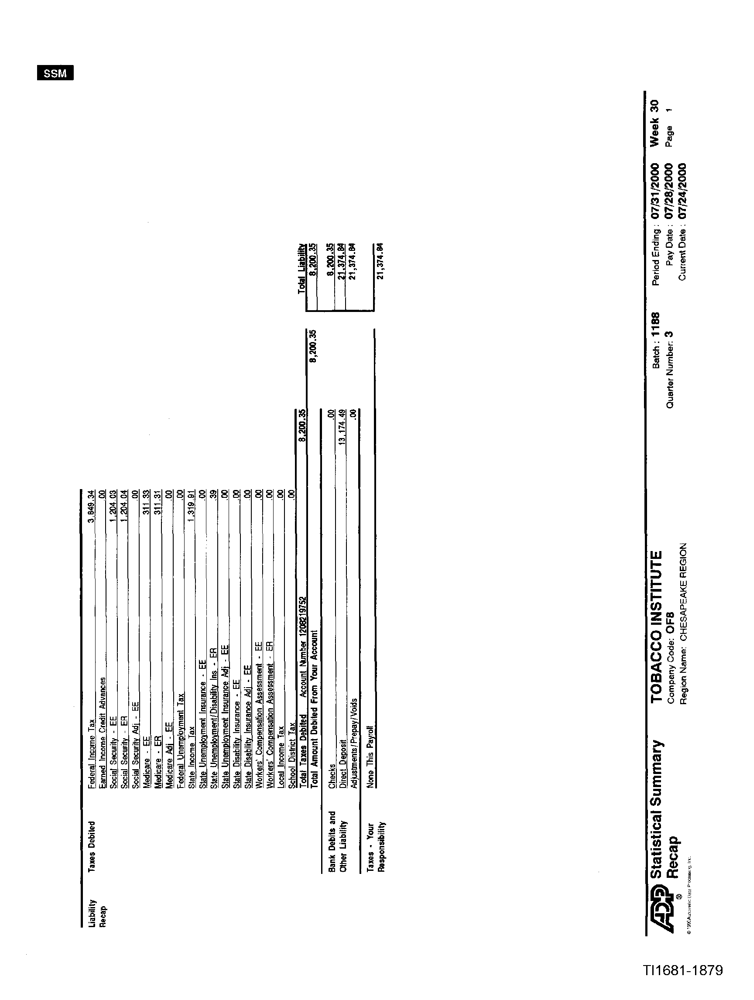 SSM
Liability Recap
Taxes Debited
Federal Income Tax 3,849.34
Earned Income Credit Advances .00
Social Security - EE 1,204.03
Social Security - ER 1,204.04
Social Security Adj - EE .00
Medicare - EE 311.33
Medicare - ER 311.31
Medicare Adj - EE .00
Federal Unemployment Tax .00
State Income Tax 1,319.91
State Unemployment Insurance - EE .00
State Unemployment/Disability Ins - ER .39
State Unemployment Insurance Adj - EE .00
State Disability Insurance - EE .00
State Disability Insurance Adj - EE .00
Workers' Compensation Assessment - EE .00
Workers' Compensation Assessment - ER .00
Local Income Tax .00
School District Tax .00
Total Taxes Debited Account Number 1208219752 8,200.35 Total Liability
Total Amount Debited From Your Account 8,200.35 8,200.35
Bank Debits and Other Liability
Checks .00 8,200.35
Direct Deposit 13,174.49 21,374.84
Adjustments/Prepay/Voids .00 21,374.84
Taxes - Your Responsibility
None This Payroll 21,374.84
ADP ® Statistical Summary
Recap
TOBACCO INSTITUTE
Company Code: OF8
Region Name: CHESAPEAKE REGION
Batch : 1188
Quarter Number: 3
Period Ending : 07/31/2000 Week 30
Pay Date : 07/28/2000 Page 1
Current Date : 07/24/2000
TI1681-1879